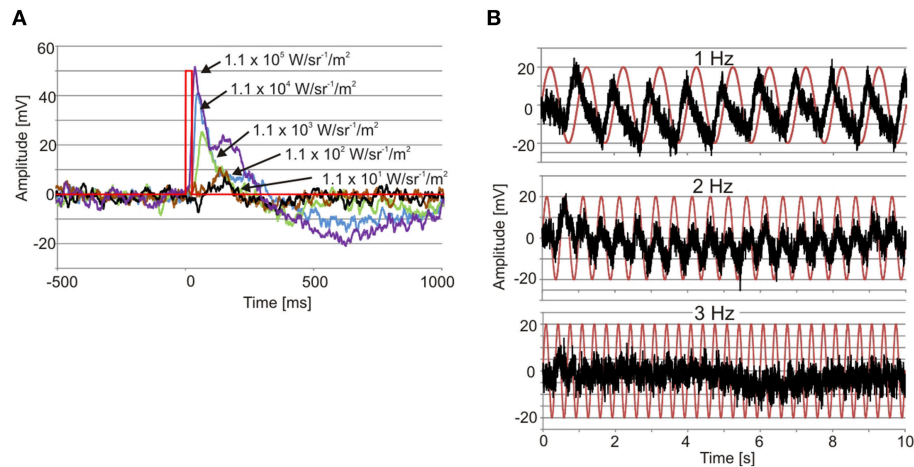 A
60
40
20
0
-20
Amplitude [mV]
1.1 x 10⁵ W/sr⁻¹/m²
1.1 x 10⁴ W/sr⁻¹/m²
1.1 x 10³ W/sr⁻¹/m²
1.1 x 10² W/sr⁻¹/m²
1.1 x 10¹ W/sr⁻¹/m²
-500 0 500 1000
Time [ms]
B
1 Hz
20
0
-20
2 Hz
20
0
-20
Amplitude [mV]
3 Hz
20
0
-20
0 2 4 6 8 10
Time [s]